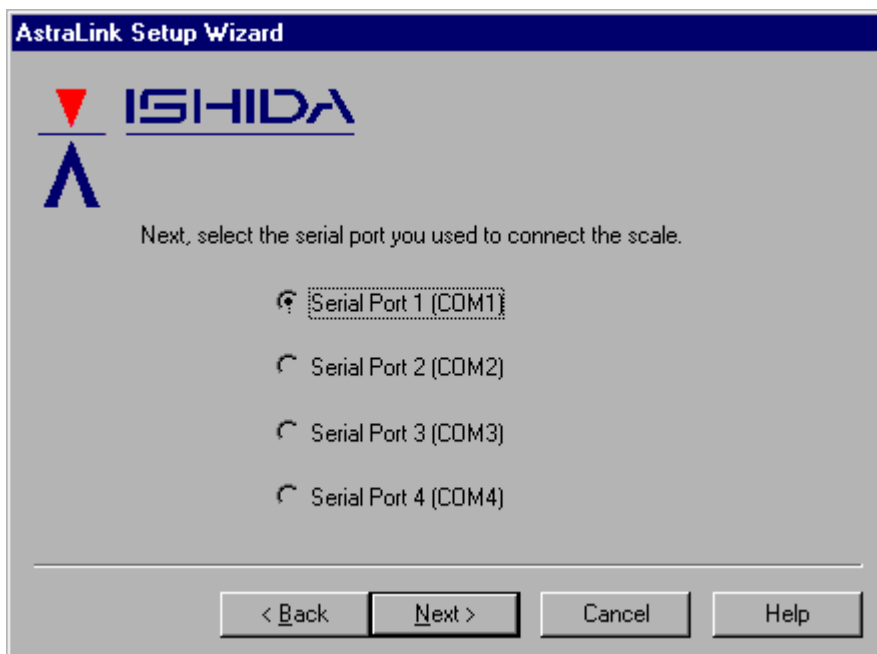 AstraLink Setup Wizard
ISHIDA
Next, select the serial port you used to connect the scale.
Serial Port 1 (COM1)
Serial Port 2 (COM2)
Serial Port 3 (COM3)
Serial Port 4 (COM4)
< Back Next > Cancel Help